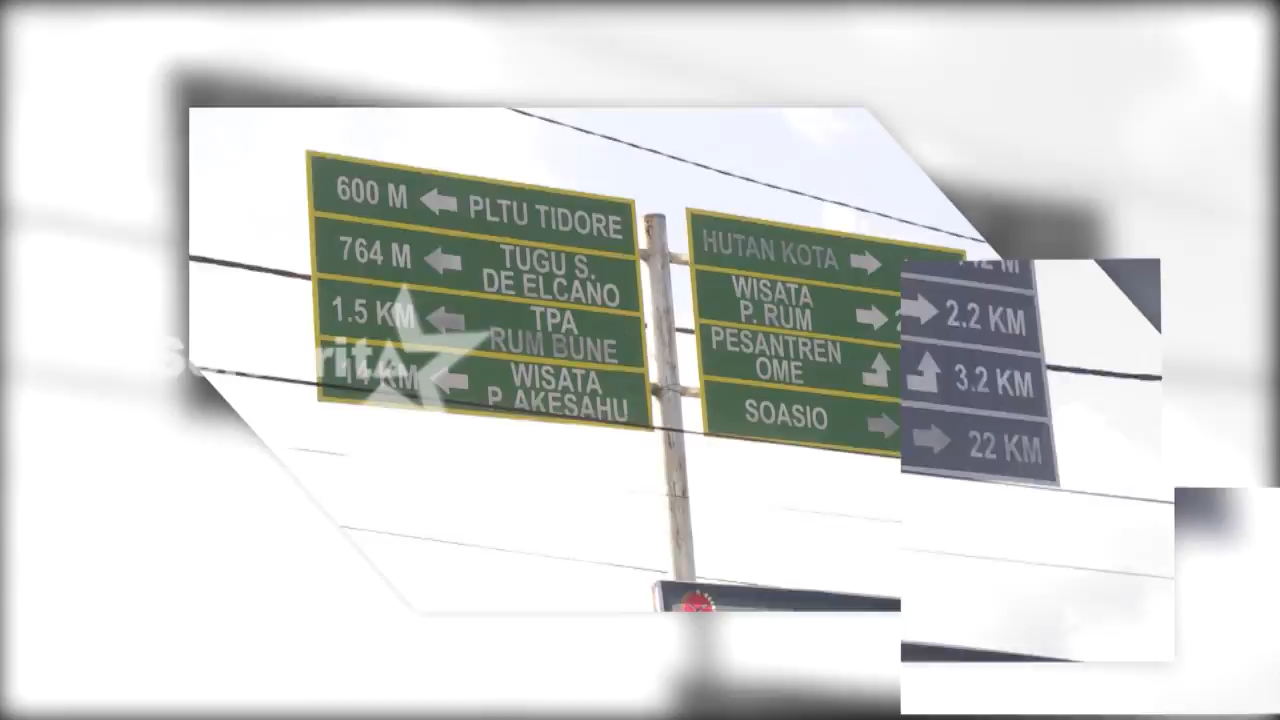 600 M PLTU TIDORE
764 M TUGU S.
DE ELCANO
1.5 KM TPA
RUM BUNE
KM WISATA
P. AKESAHU
HUTAN KOTA
WISATA
P. RUM 2.2 KM
PESANTREN
OME 3.2 KM
SOASIO 22 KM